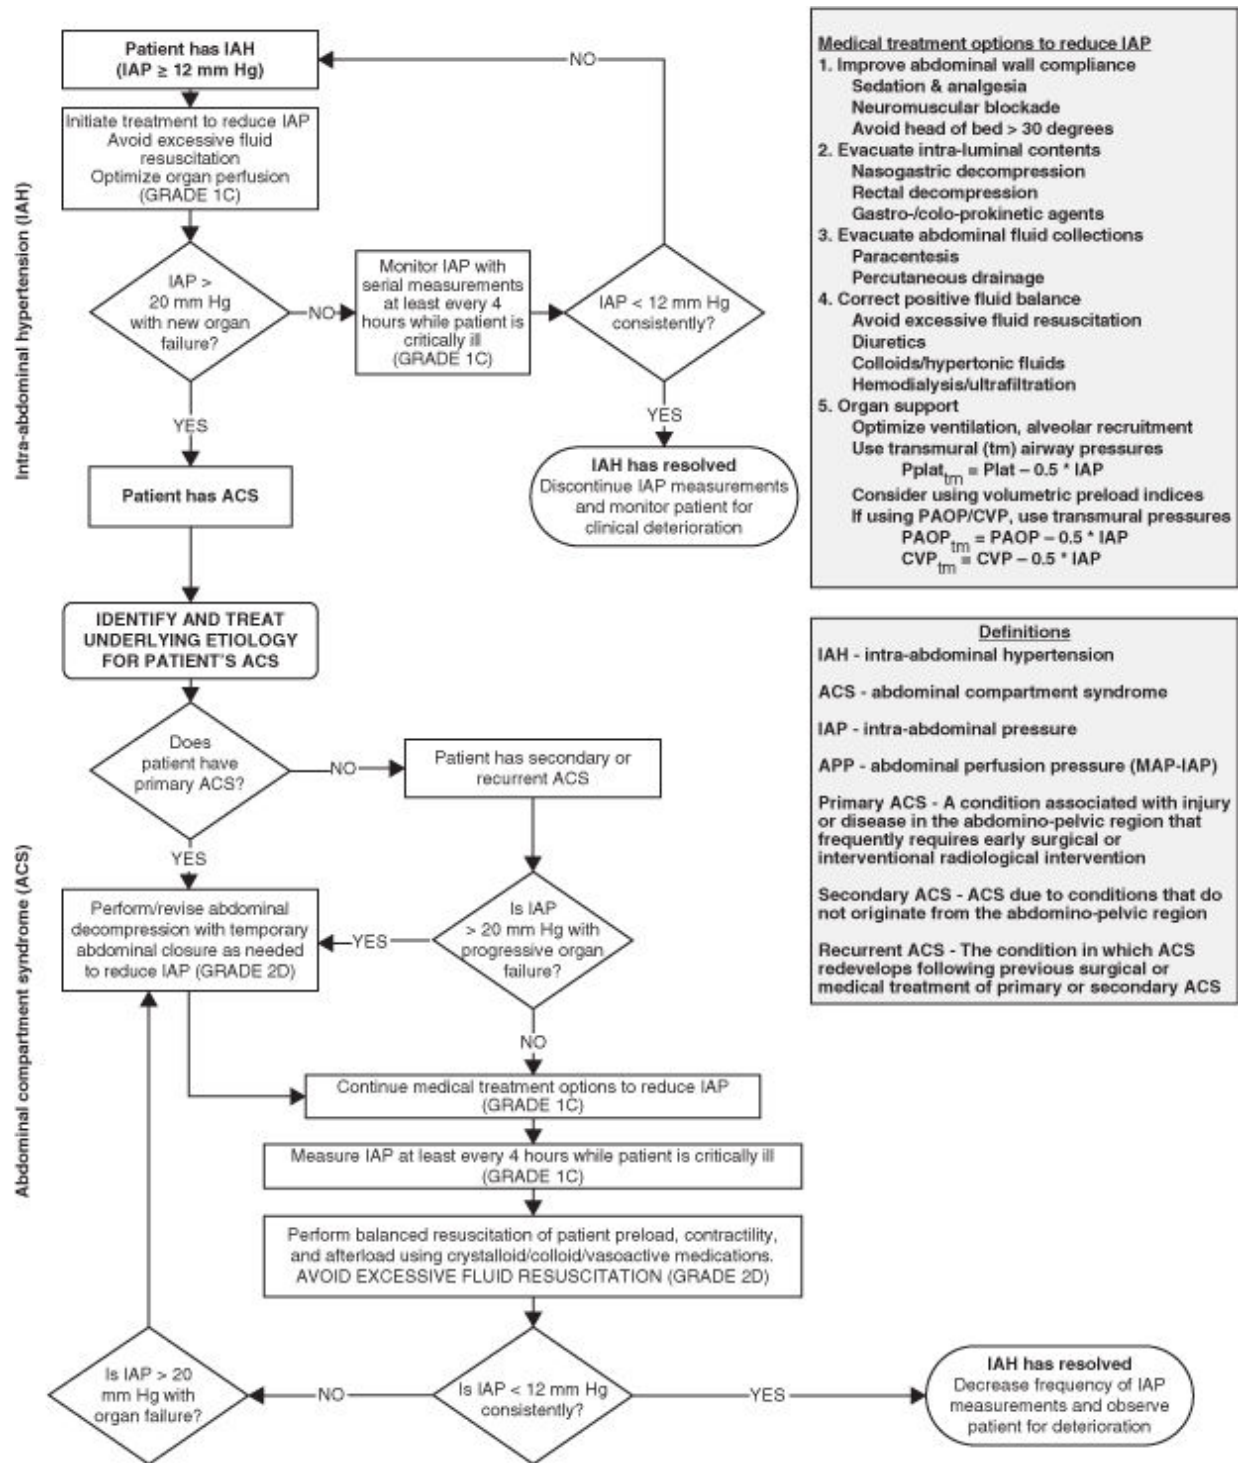 Intra-abdominal hypertension (IAH)
Patient has IAH
(IAP ≥ 12 mm Hg)
NO
Initiate treatment to reduce IAP
Avoid excessive fluid
resuscitation
Optimize organ perfusion
(GRADE 1C)
IAP >
20 mm Hg
with new organ
failure?
NO
Monitor IAP with
serial measurements
at least every 4
hours while patient is
critically ill
(GRADE 1C)
IAP < 12 mm Hg
consistently?
YES
YES
IAH has resolved
Discontinue IAP measurements
and monitor patient for
clinical deterioration
Patient has ACS
Abdominal compartment syndrome (ACS)
IDENTIFY AND TREAT
UNDERLYING ETIOLOGY
FOR PATIENT'S ACS
Does
patient have
primary ACS?
NO
Patient has secondary or
recurrent ACS
YES
Perform/revise abdominal
decompression with temporary
abdominal closure as needed
to reduce IAP (GRADE 2D)
YES
Is IAP
> 20 mm Hg with
progressive organ
failure?
NO
Continue medical treatment options to reduce IAP
(GRADE 1C)
Measure IAP at least every 4 hours while patient is critically ill
(GRADE 1C)
Perform balanced resuscitation of patient preload, contractility,
and afterload using crystalloid/colloid/vasoactive medications.
AVOID EXCESSIVE FLUID RESUSCITATION (GRADE 2D)
Is IAP > 20
mm Hg with
organ failure?
NO
Is IAP < 12 mm Hg
consistently?
YES
IAH has resolved
Decrease frequency of IAP
measurements and observe
patient for deterioration
Medical treatment options to reduce IAP
1. Improve abdominal wall compliance
Sedation & analgesia
Neuromuscular blockade
Avoid head of bed > 30 degrees
2. Evacuate intra-luminal contents
Nasogastric decompression
Rectal decompression
Gastro-/colo-prokinetic agents
3. Evacuate abdominal fluid collections
Paracentesis
Percutaneous drainage
4. Correct positive fluid balance
Avoid excessive fluid resuscitation
Diuretics
Colloids/hypertonic fluids
Hemodialysis/ultrafiltration
5. Organ support
Optimize ventilation, alveolar recruitment
Use transmural (tm) airway pressures
Pplat tm = Plat – 0.5 * IAP
Consider using volumetric preload indices
If using PAOP/CVP, use transmural pressures
PAOP tm = PAOP – 0.5 * IAP
CVP tm = CVP – 0.5 * IAP
Definitions
IAH - intra-abdominal hypertension
ACS - abdominal compartment syndrome
IAP - intra-abdominal pressure
APP - abdominal perfusion pressure (MAP-IAP)
Primary ACS - A condition associated with injury
or disease in the abdomino-pelvic region that
frequently requires early surgical or
interventional radiological intervention
Secondary ACS - ACS due to conditions that do
not originate from the abdomino-pelvic region
Recurrent ACS - The condition in which ACS
redevelops following previous surgical or
medical treatment of primary or secondary ACS